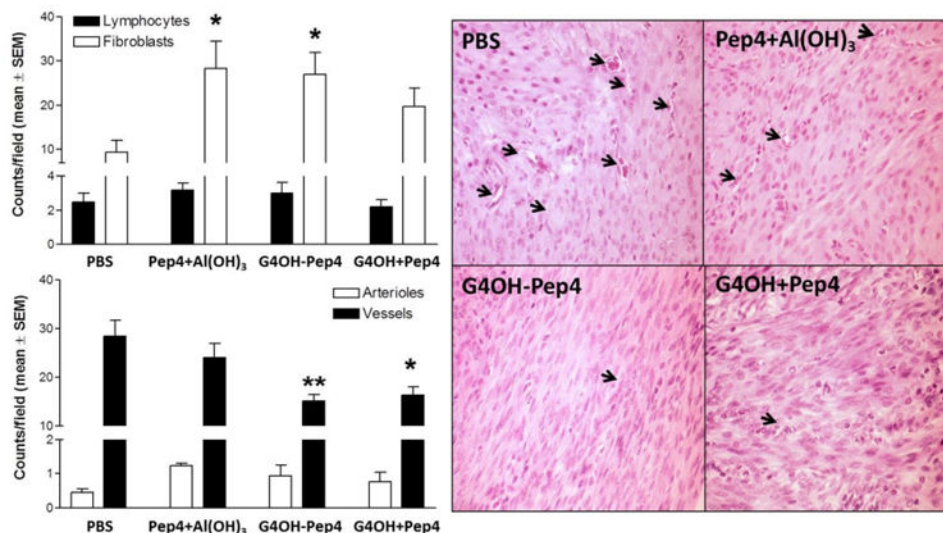 Lymphocytes
Fibroblasts
Counts/field (mean ± SEM)
40
30
20
10
4
2
0
*
*
PBS
Pep4+Al(OH)₃
G4OH-Pep4
G4OH+Pep4
Arterioles
Vessels
Counts/field (mean ± SEM)
40
30
20
10
2
1
0
**
*
PBS
Pep4+Al(OH)₃
G4OH-Pep4
G4OH+Pep4
PBS
Pep4+Al(OH)₃
G4OH-Pep4
G4OH+Pep4